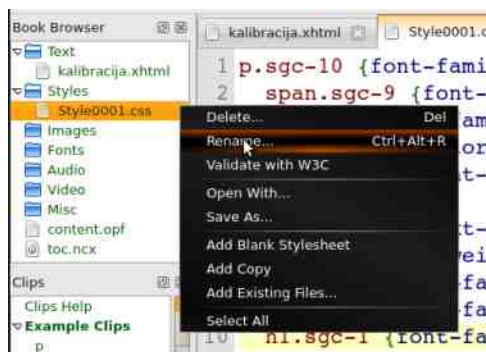 Book Browser
Text
kalibracija.xhtml
Styles
Style0001.css
Images
Fonts
Audio
Video
Misc
content.opf
toc.ncx
Clips
Clips Help
Example Clips
p
kalibracija.xhtml
Style0001.c
1 p.sgc-10 {font-fami
2 span.sgc-9 {font-
Delete... Del
Rename... Ctrl+Alt+R
Validate with W3C
Open With...
Save As...
Add Blank Stylesheet
Add Copy
Add Existing Files...
Select All
10 h1.sgc-1 {font-fa